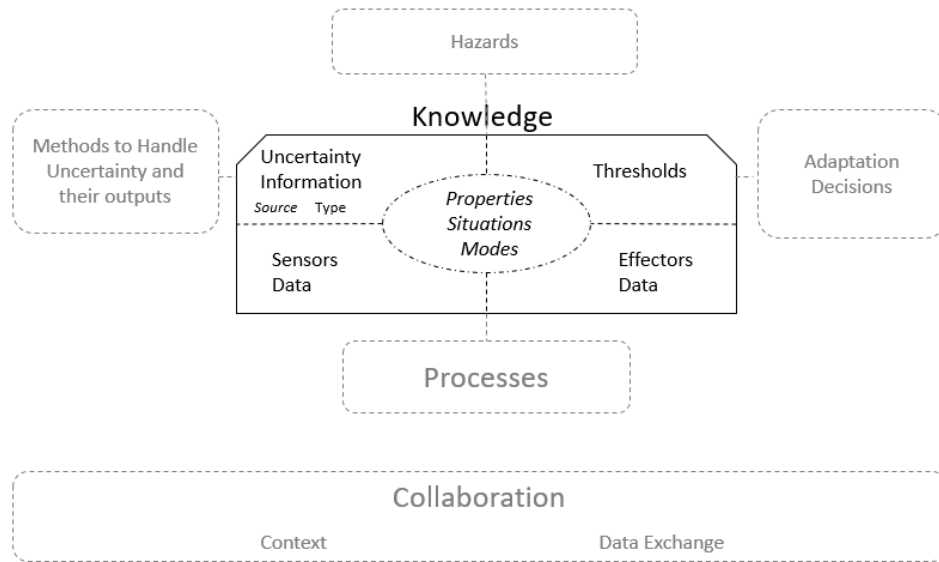 Hazards
Knowledge
Methods to Handle
Uncertainty and
their outputs
Uncertainty
Information
Source Type
Thresholds
Properties
Situations
Modes
Adaptation
Decisions
Sensors
Data
Effectors
Data
Processes
Collaboration
Context Data Exchange